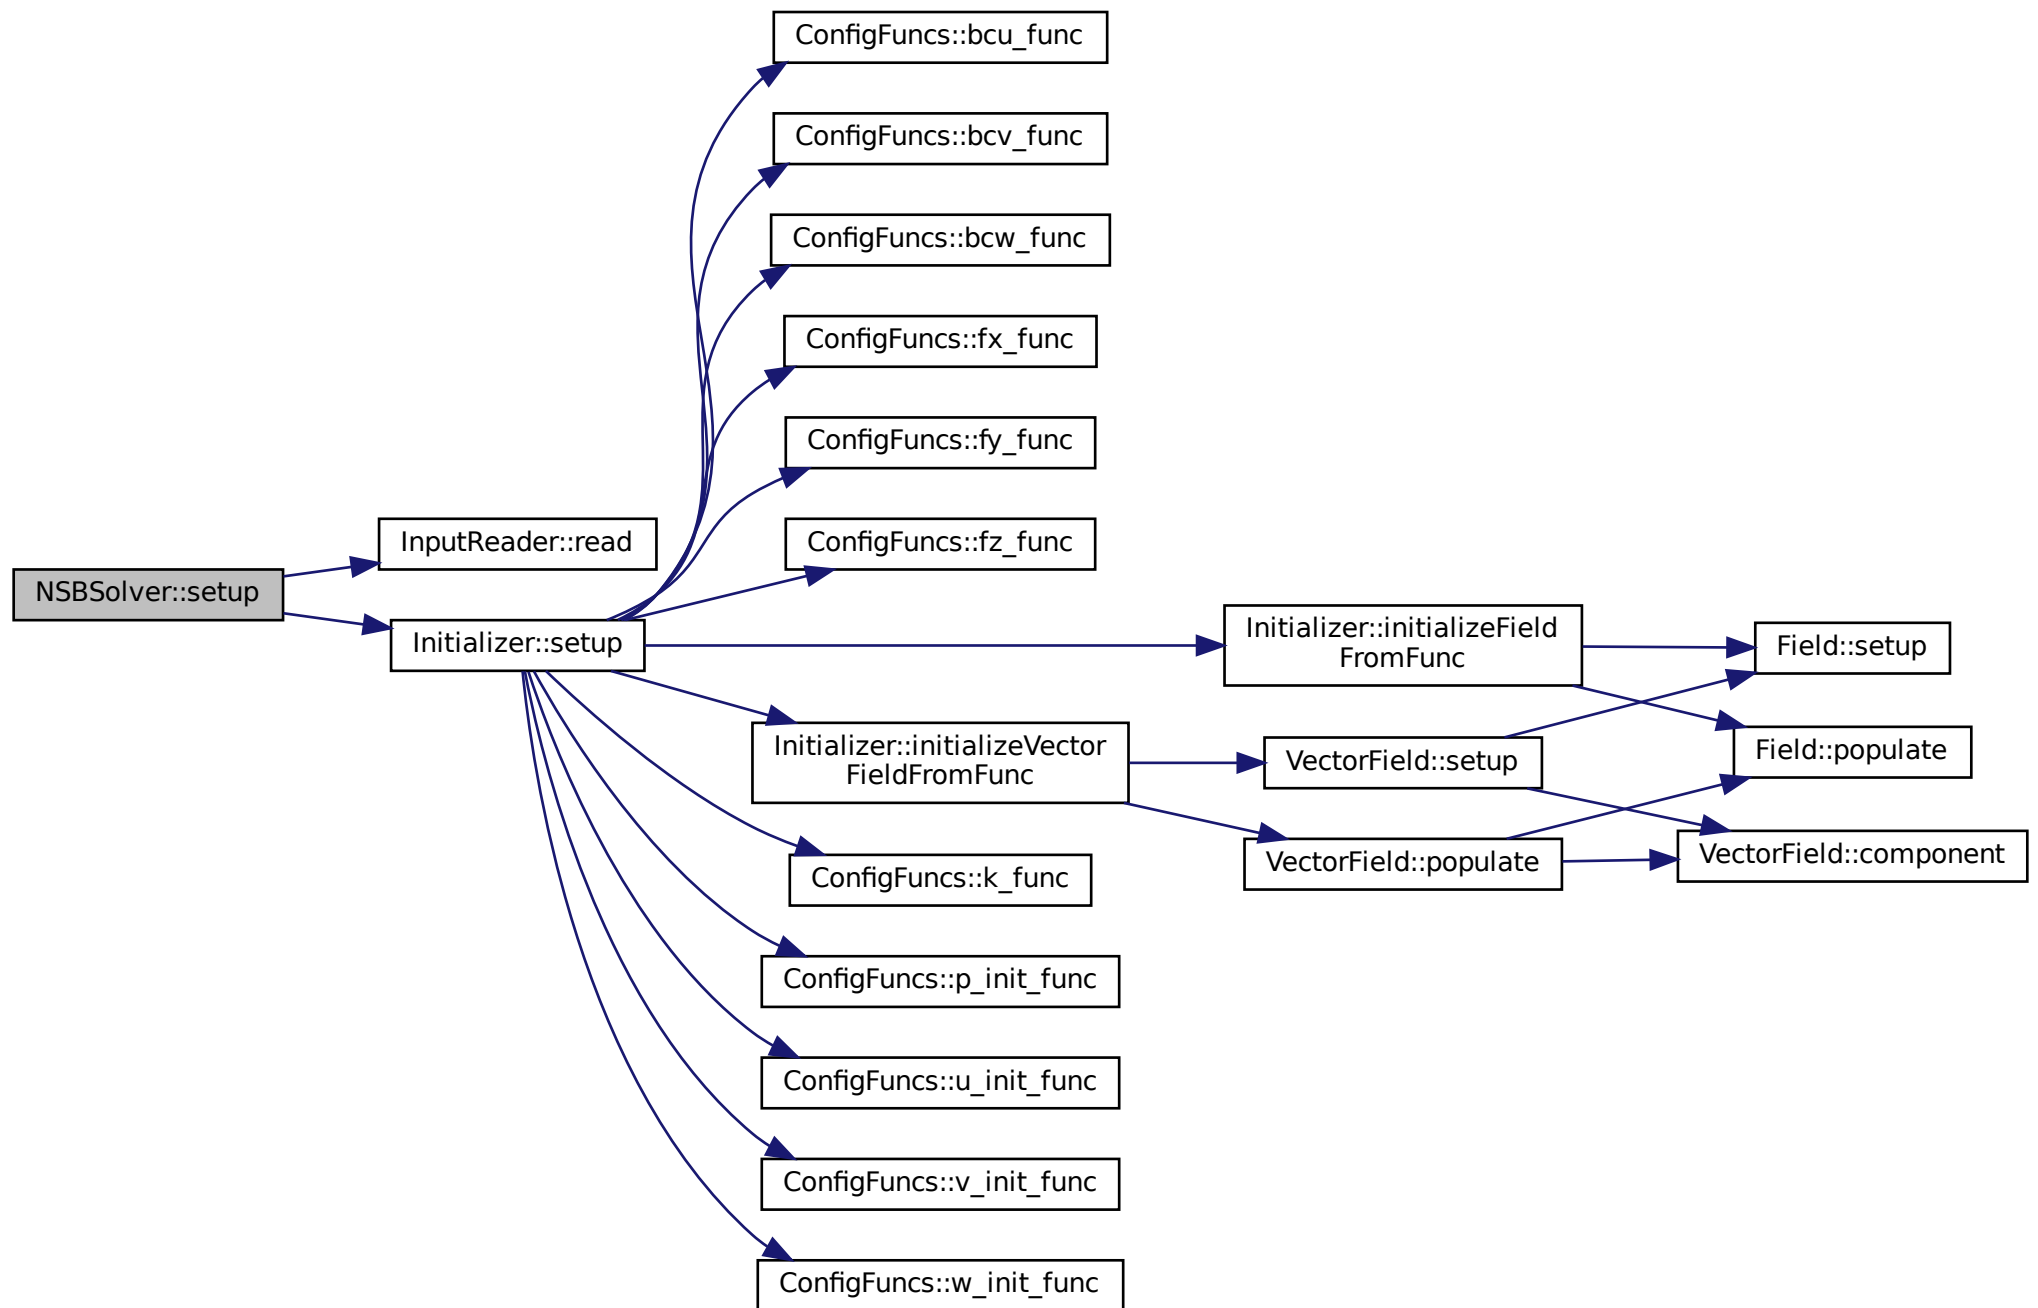 ConfigFuncs::bcu_func
ConfigFuncs::bcv_func
ConfigFuncs::bcw_func
ConfigFuncs::fx_func
ConfigFuncs::fy_func
InputReader::read
ConfigFuncs::fz_func
NSBSolver::setup
Initializer::setup
Initializer::initializeField
FromFunc
Field::setup
Initializer::initializeVector
FieldFromFunc
VectorField::setup
Field::populate
VectorField::populate
VectorField::component
ConfigFuncs::k_func
ConfigFuncs::p_init_func
ConfigFuncs::u_init_func
ConfigFuncs::v_init_func
ConfigFuncs::w_init_func